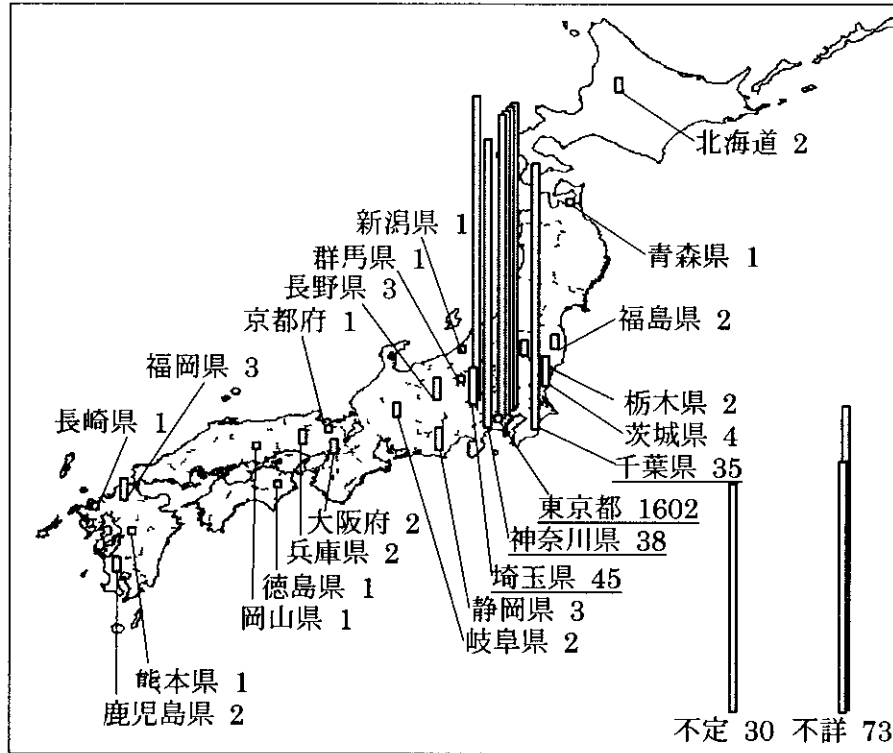 北海道 2
青森県 1
新潟県 1
群馬県 1
長野県 3
京都府 1
福岡県 3
長崎県 1
福島県 2
栃木県 2
茨城県 4
千葉県 35
東京都 1602
神奈川県 38
埼玉県 45
静岡県 3
岐阜県 2
大阪府 2
兵庫県 2
徳島県 1
岡山県 1
熊本県 1
鹿児島県 2
不定 30
不詳 73